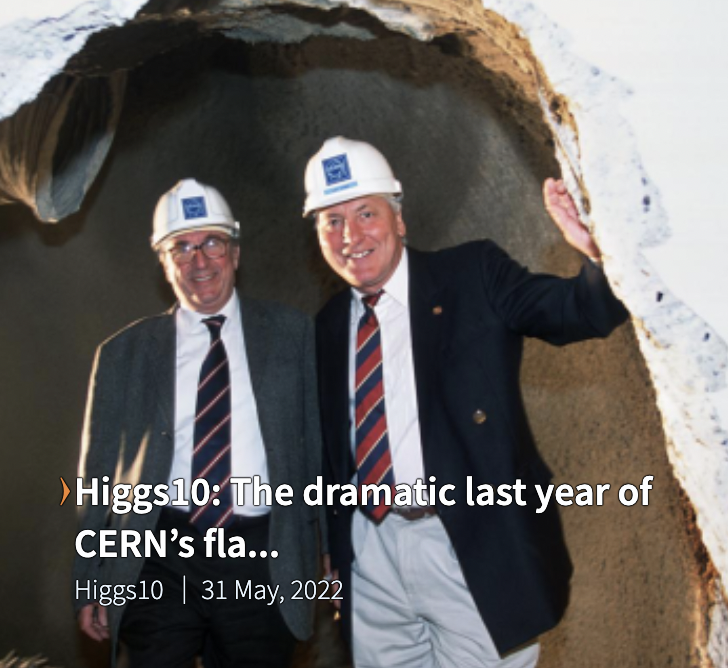 Higgs10: The dramatic last year of
CERN’s fla...
Higgs10 | 31 May, 2022